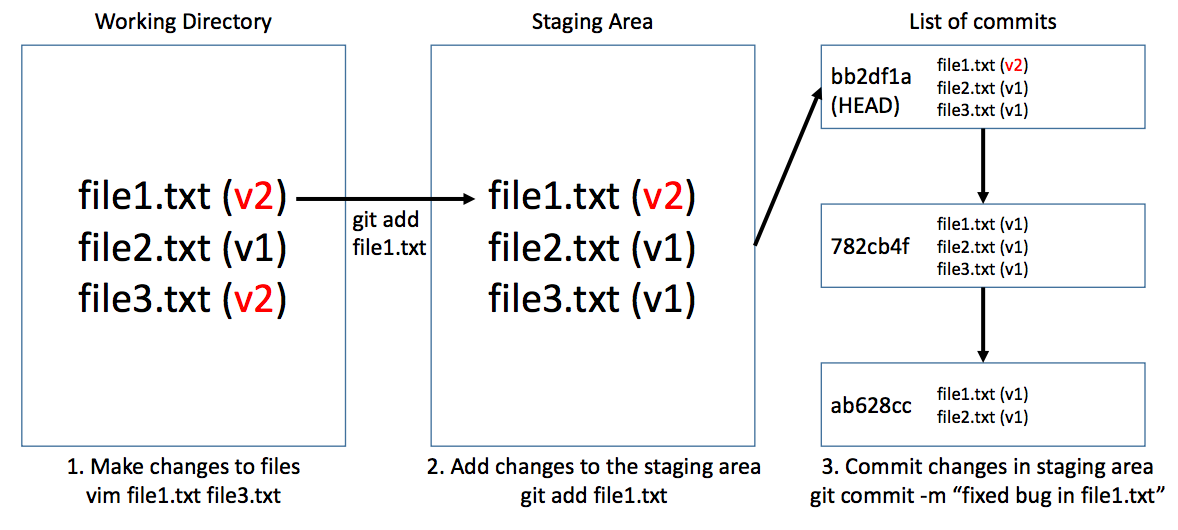 Working Directory
Staging Area
List of commits
file1.txt (v2)
file2.txt (v1)
file3.txt (v2)
git add
file1.txt
file1.txt (v2)
file2.txt (v1)
file3.txt (v1)
bb2df1a
(HEAD)
file1.txt (v2)
file2.txt (v1)
file3.txt (v1)
782cb4f
file1.txt (v1)
file2.txt (v1)
file3.txt (v1)
ab628cc
file1.txt (v1)
file2.txt (v1)
1. Make changes to files
vim file1.txt file3.txt
2. Add changes to the staging area
git add file1.txt
3. Commit changes in staging area
git commit -m “fixed bug in file1.txt”